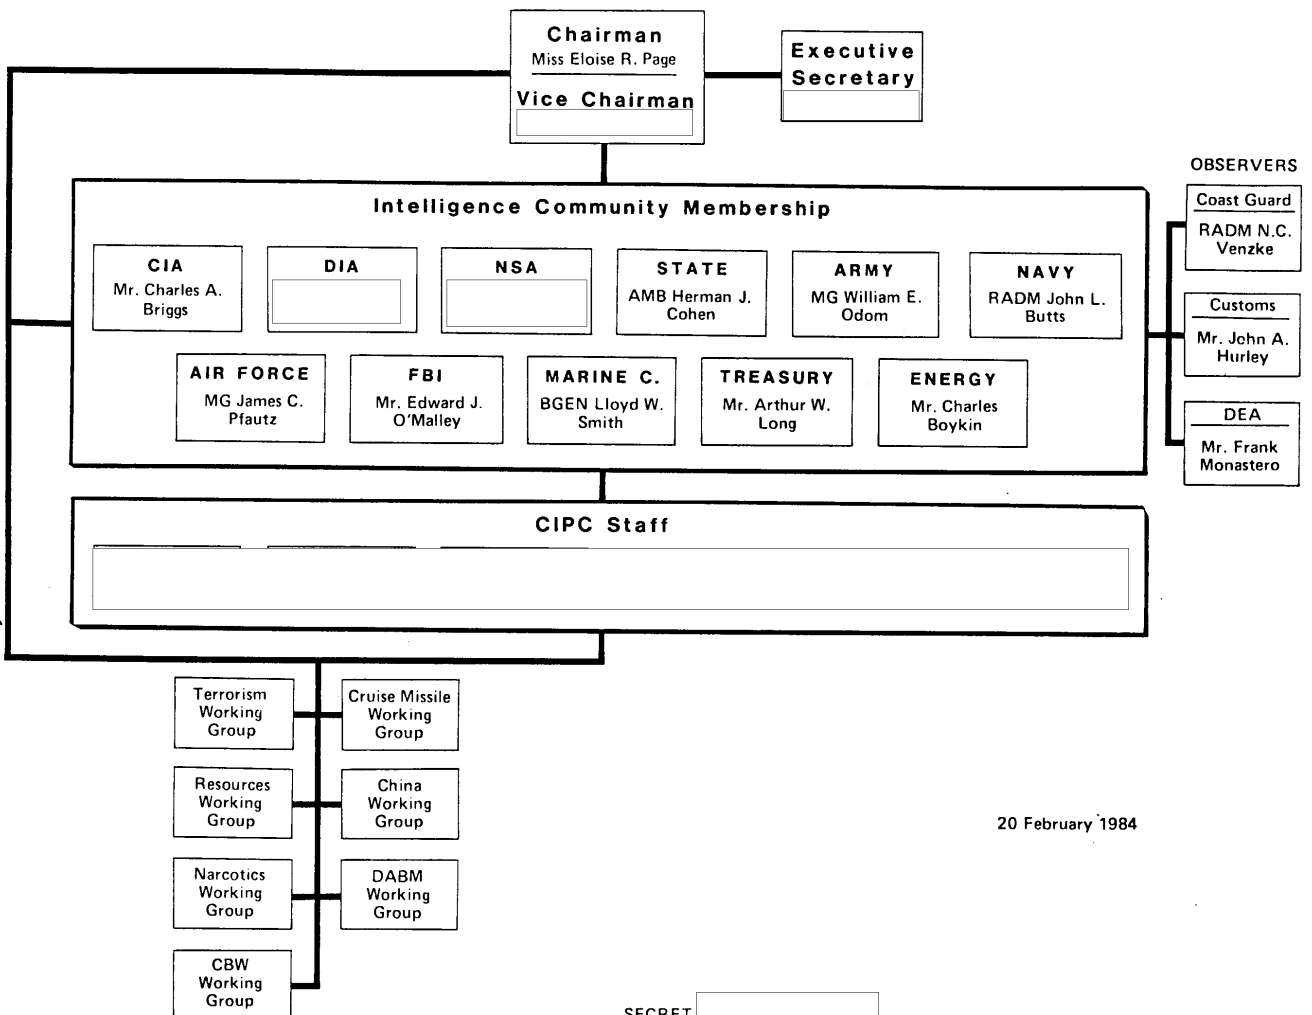 Chairman
Miss Eloise R. Page
Vice Chairman
Executive
Secretary
OBSERVERS
Coast Guard
RADM N.C.
Venzke
Customs
Mr. John A.
Hurley
DEA
Mr. Frank
Monastero
Intelligence Community Membership
CIA
Mr. Charles A.
Briggs
DIA
NSA
STATE
AMB Herman J.
Cohen
ARMY
MG William E.
Odom
NAVY
RADM John L.
Butts
AIR FORCE
MG James C.
Pfautz
FBI
Mr. Edward J.
O'Malley
MARINE C.
BGEN Lloyd W.
Smith
TREASURY
Mr. Arthur W.
Long
ENERGY
Mr. Charles
Boykin
CIPC Staff
Terrorism
Working
Group
Cruise Missile
Working
Group
Resources
Working
Group
China
Working
Group
Narcotics
Working
Group
DABM
Working
Group
CBW
Working
Group
20 February 1984
SECRET